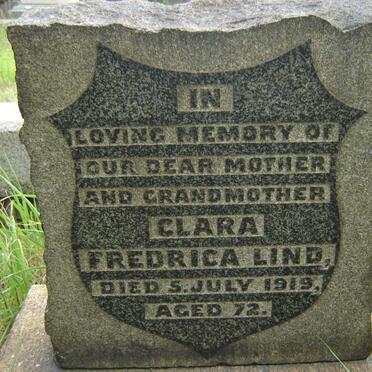 IN
LOVING MEMORY OF
OUR DEAR MOTHER
AND GRANDMOTHER
CLARA
FREDRICA LIND,
DIED 5. JULY 1919,
AGED 72.